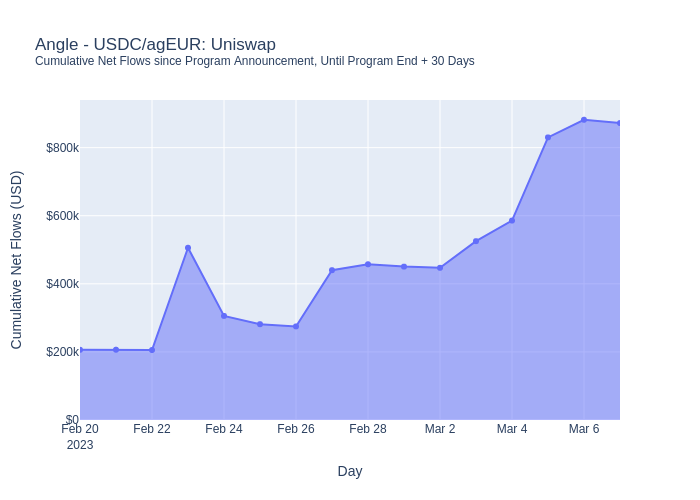 Angle - USDC/agEUR: Uniswap
Cumulative Net Flows since Program Announcement, Until Program End + 30 Days
Cumulative Net Flows (USD)
$800k
$600k
$400k
$200k
$0
Feb 20 Feb 22 Feb 24 Feb 26 Feb 28 Mar 2 Mar 4 Mar 6
2023
Day